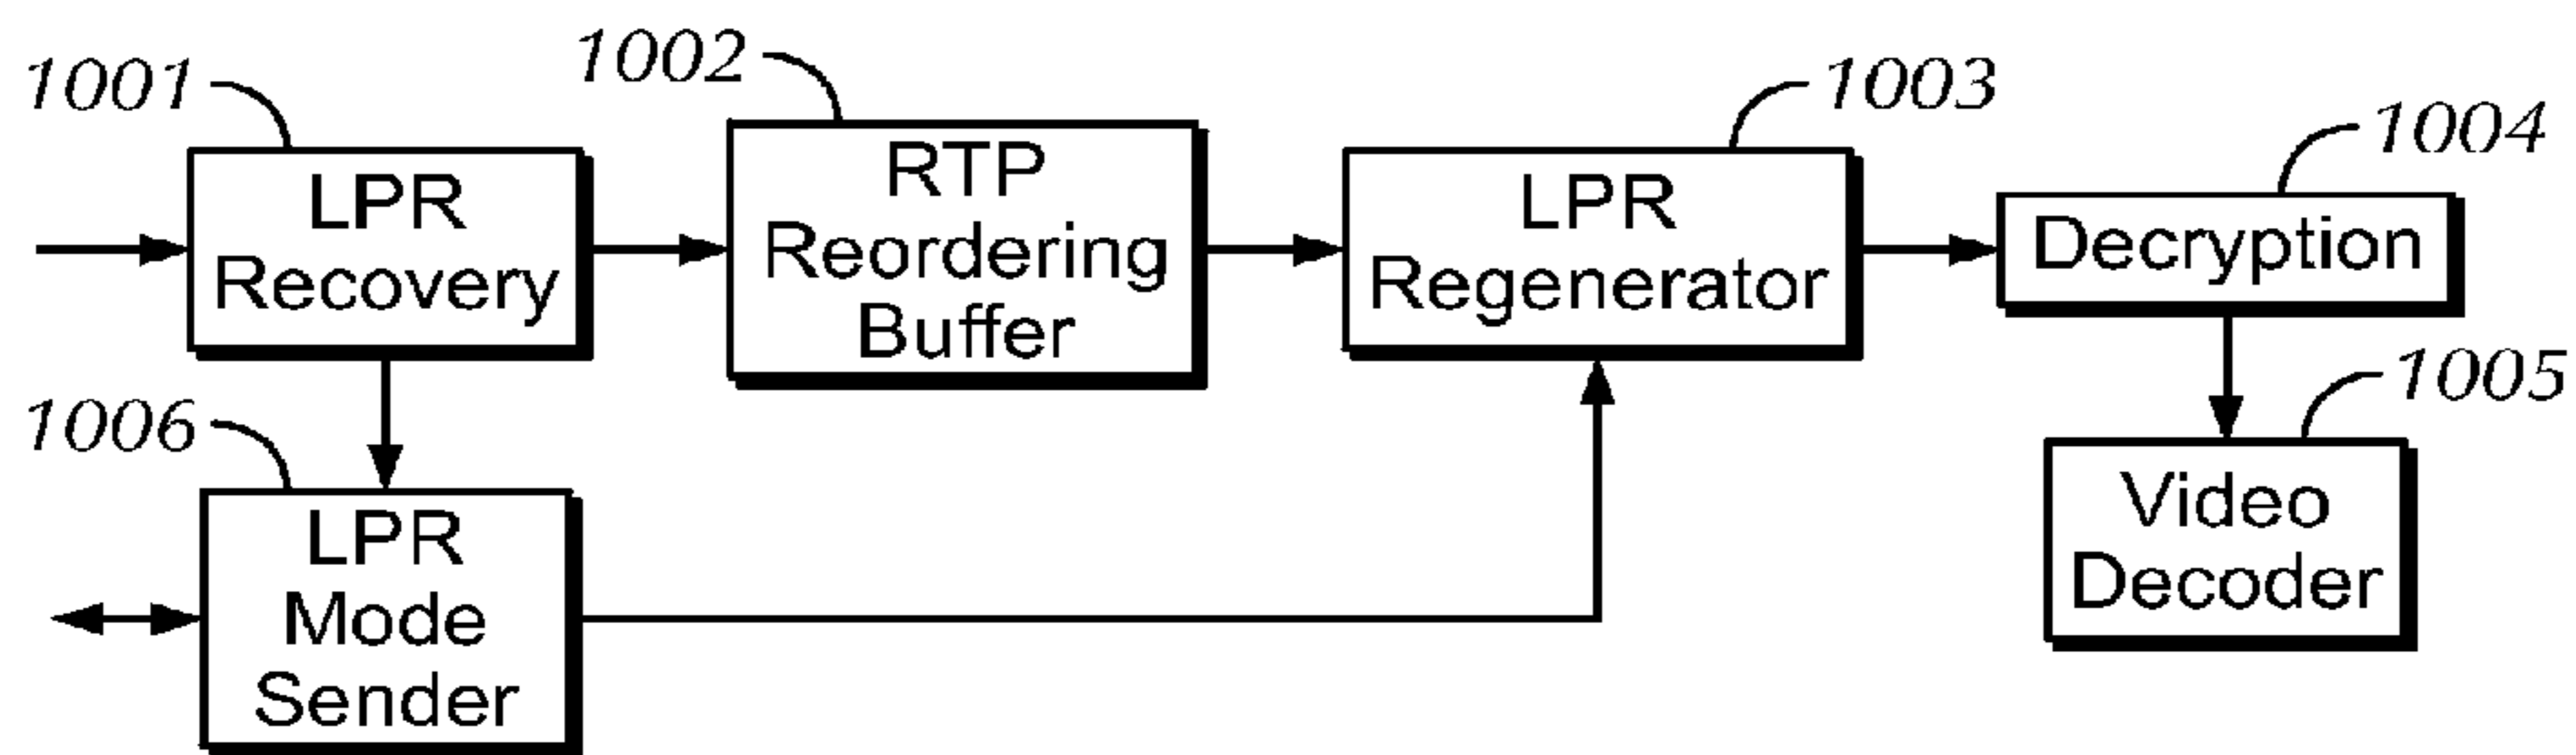 1001
LPR
Recovery
1002
RTP
Reordering
Buffer
1003
LPR
Regenerator
1004
Decryption
1005
Video
Decoder
1006
LPR
Mode
Sender